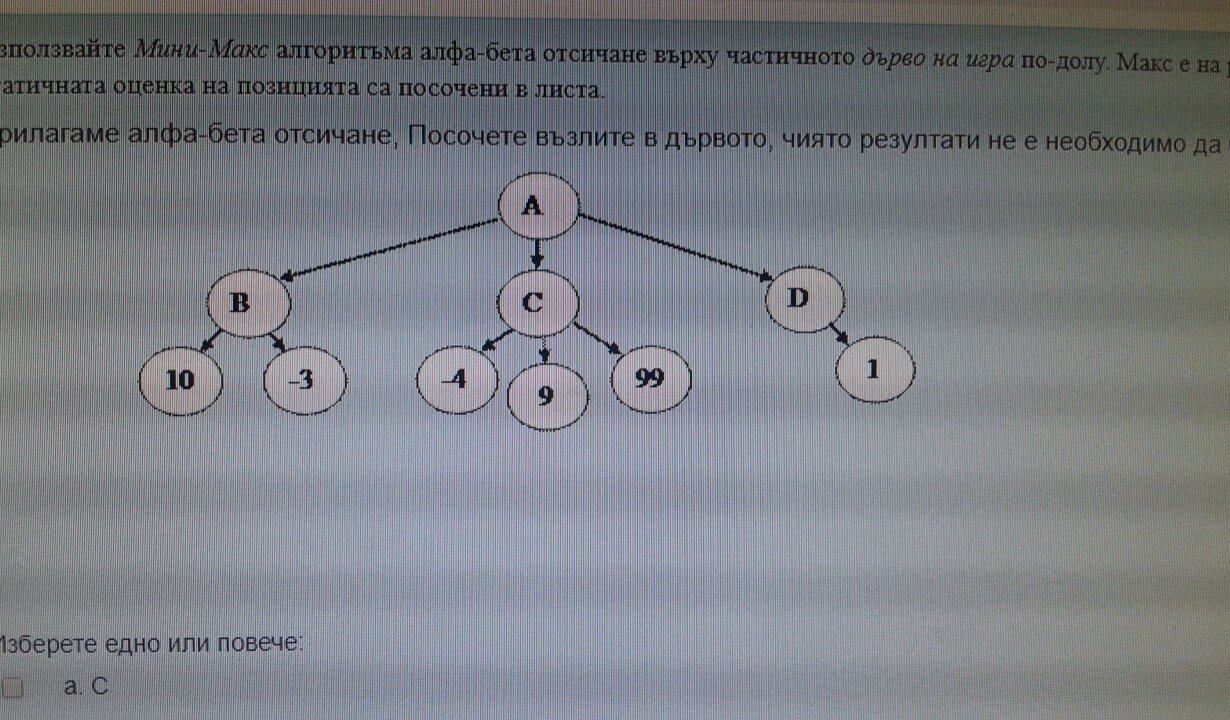 зползвайте Мини-Макс алгоритъма алфа-бета отсичане върху частичното дърво на игра по-долу. Макс е на
атичната оценка на позицията са посочени в листа.
рилагаме алфа-бета отсичане, Посочете възлите в дървото, чиято резултати не е необходимо да
A
B
C
D
10
-3
-4
9
99
1
Изберете едно или повече:
a. C